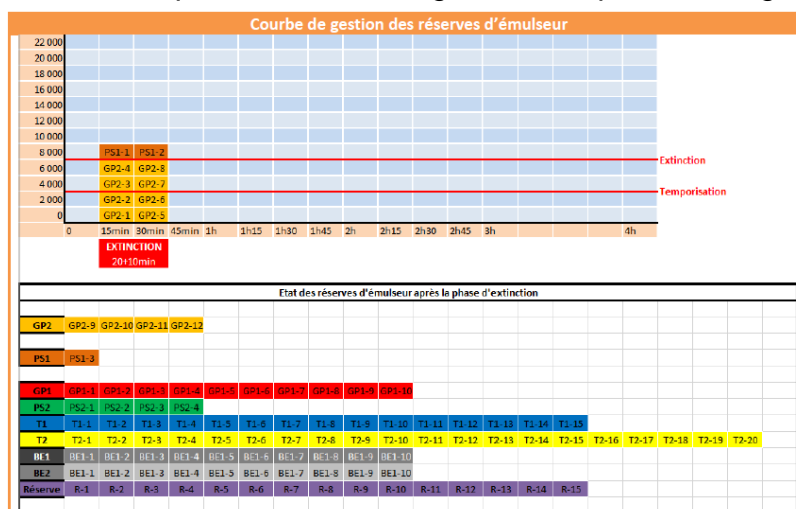 Courbe de gestion des réserves d'émulseur
22 000
20 000
18 000
16 000
14 000
12 000
10 000
8 000 PS1-1 PS1-2
Extinction
6 000 GP2-4 GP2-8
4 000 GP2-3 GP2-7
Temporisation
2 000 GP2-2 GP2-6
0 GP2-1 GP2-5
0 15min 30min 45min 1h 1h15 1h30 1h45 2h 2h15 2h30 2h45 3h 4h
EXTINCTION
20+10min
Etat des réserves d'émulseur après la phase d'extinction
GP2 GP2-9 GP2-10 GP2-11 GP2-12
PS1 PS1-3
GP1 GP1-1 GP1-2 GP1-3 GP1-4 GP1-5 GP1-6 GP1-7 GP1-8 GP1-9 GP1-10
PS2 PS2-1 PS2-2 PS2-3 PS2-4
T1 T1-1 T1-2 T1-3 T1-4 T1-5 T1-6 T1-7 T1-8 T1-9 T1-10 T1-11 T1-12 T1-13 T1-14 T1-15
T2 T2-1 T2-2 T2-3 T2-4 T2-5 T2-6 T2-7 T2-8 T2-9 T2-10 T2-11 T2-12 T2-13 T2-14 T2-15 T2-16 T2-17 T2-18 T2-19 T2-20
BE1 BE1-1 BE1-2 BE1-3 BE1-4 BE1-5 BE1-6 BE1-7 BE1-8 BE1-9 BE1-10
BE2 BE1-1 BE1-2 BE1-3 BE1-4 BE1-5 BE1-6 BE1-7 BE1-8 BE1-9 BE1-10
Réserve R-1 R-2 R-3 R-4 R-5 R-6 R-7 R-8 R-9 R-10 R-11 R-12 R-13 R-14 R-15